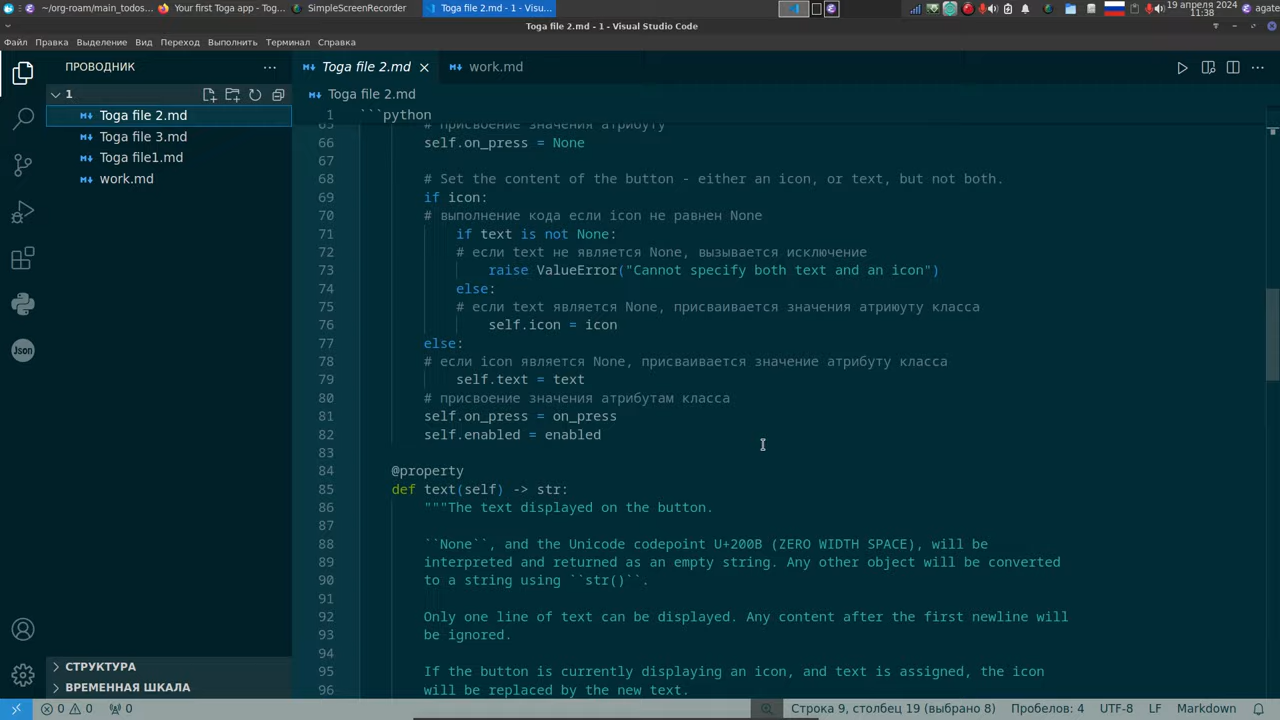 ~/org-roam/main_todos...
Your first Toga app - To...
SimpleScreenRecorder
Toga file 2.md - 1 - Visu...
19 апреля 2024
11:38
agate
Toga file 2.md - 1 - Visual Studio Code
Файл Правка Выделение Вид Переход Выполнить Терминал Справка
ПРОВОДНИК
1
Toga file 2.md
Toga file 3.md
Toga file1.md
work.md
СТРУКТУРА
ВРЕМЕННАЯ ШКАЛА
Toga file 2.md work.md
Toga file 2.md
1 ```python
65 # присвоение значения атрибуту
66 self.on_press = None
67
68 # Set the content of the button - either an icon, or text, but not both.
69 if icon:
70 # выполнение кода если icon не равнен None
71 if text is not None:
72 # если text не является None, вызывается исключение
73 raise ValueError("Cannot specify both text and an icon")
74 else:
75 # если text является None, присваивается значения атриюуту класса
76 self.icon = icon
77 else:
78 # если icon является None, присваивается значение атрибуту класса
79 self.text = text
80 # присвоение значения атрибутам класса
81 self.on_press = on_press
82 self.enabled = enabled
83
84 @property
85 def text(self) -> str:
86 """The text displayed on the button.
87
88 ``None``, and the Unicode codepoint U+200B (ZERO WIDTH SPACE), will be
89 interpreted and returned as an empty string. Any other object will be converted
90 to a string using ``str()``.
91
92 Only one line of text can be displayed. Any content after the first newline will
93 be ignored.
94
95 If the button is currently displaying an icon, and text is assigned, the icon
96 will be replaced by the new text.
Json
0 0 0
Строка 9, столбец 19 (выбрано 8) Пробелов: 4 UTF-8 LF Markdown